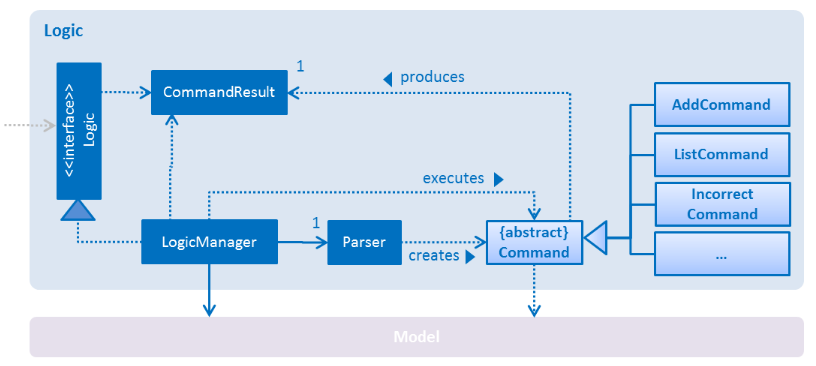 Logic
1
◀ produces
CommandResult
<<interface>>
Logic
AddCommand
ListCommand
executes ▶
Incorrect
Command
1
LogicManager
Parser
{abstract}
Command
creates ▶
...
Model